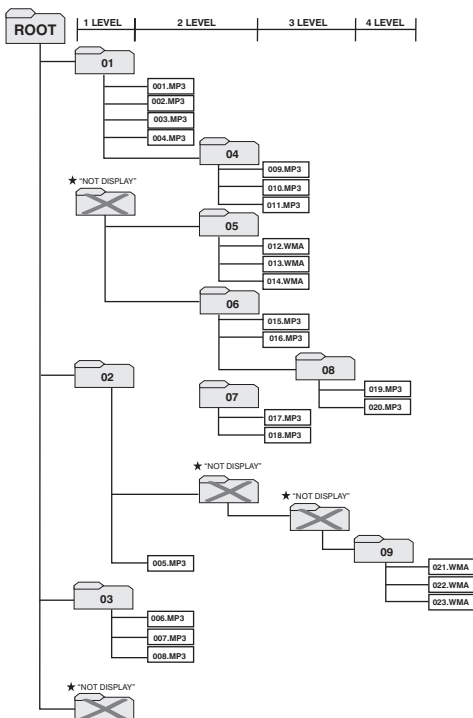 ROOT
1 LEVEL
2 LEVEL
3 LEVEL
4 LEVEL
01
001.MP3
002.MP3
003.MP3
004.MP3
04
009.MP3
010.MP3
011.MP3
★ "NOT DISPLAY"
05
012.WMA
013.WMA
014.WMA
06
015.MP3
016.MP3
08
019.MP3
020.MP3
02
07
017.MP3
018.MP3
★ "NOT DISPLAY"
★ "NOT DISPLAY"
09
021.WMA
022.WMA
023.WMA
005.MP3
03
006.MP3
007.MP3
008.MP3
★ "NOT DISPLAY"